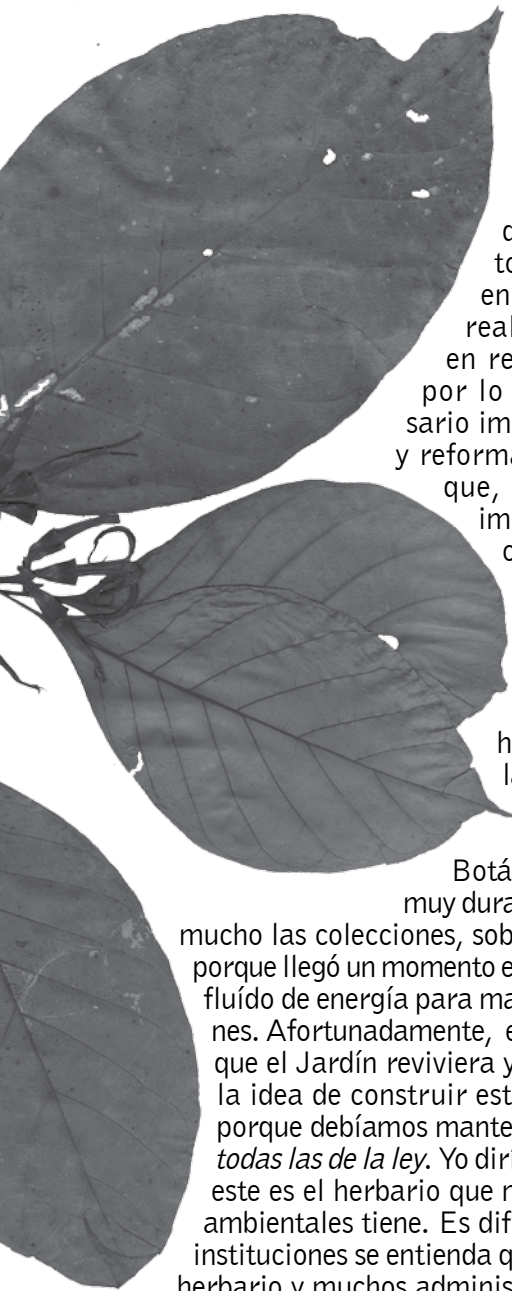 en
real
en re
por lo
sario im
y reforma
que,
im
h
la
Botá
muy dura
mucho las colecciones, sob
porque llegó un momento e
fluído de energía para ma
nes. Afortunadamente, e
que el Jardín reviviera y
la idea de construir est
porque debíamos mante
todas las de la ley. Yo diri
este es el herbario que n
ambientales tiene. Es dif
instituciones se entienda q
herbario y muchos adminis